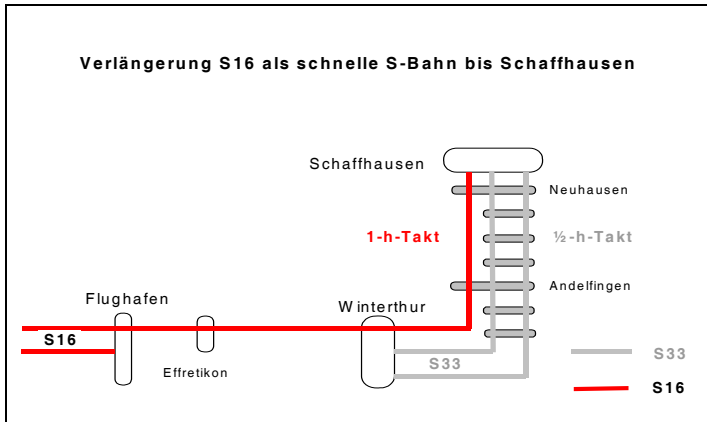 Verlängerung S16 als schnelle S-Bahn bis Schaffhausen
Schaffhausen
Neuhausen
1-h-Takt
½-h-Takt
Andelfingen
Flughafen
Winterthur
S16
Effretikon
S33
S33
S16